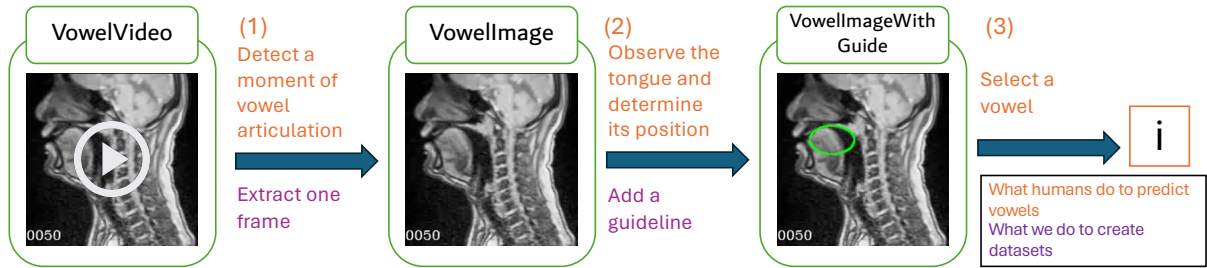 VowelVideo
(1)
Detect a
moment of
vowel
articulation
Extract one
frame
0050
VowelImage
(2)
Observe the
tongue and
determine
its position
Add a
guideline
0050
VowelImageWith
Guide
(3)
Select a
vowel
0050
i
What humans do to predict
vowels
What we do to create
datasets